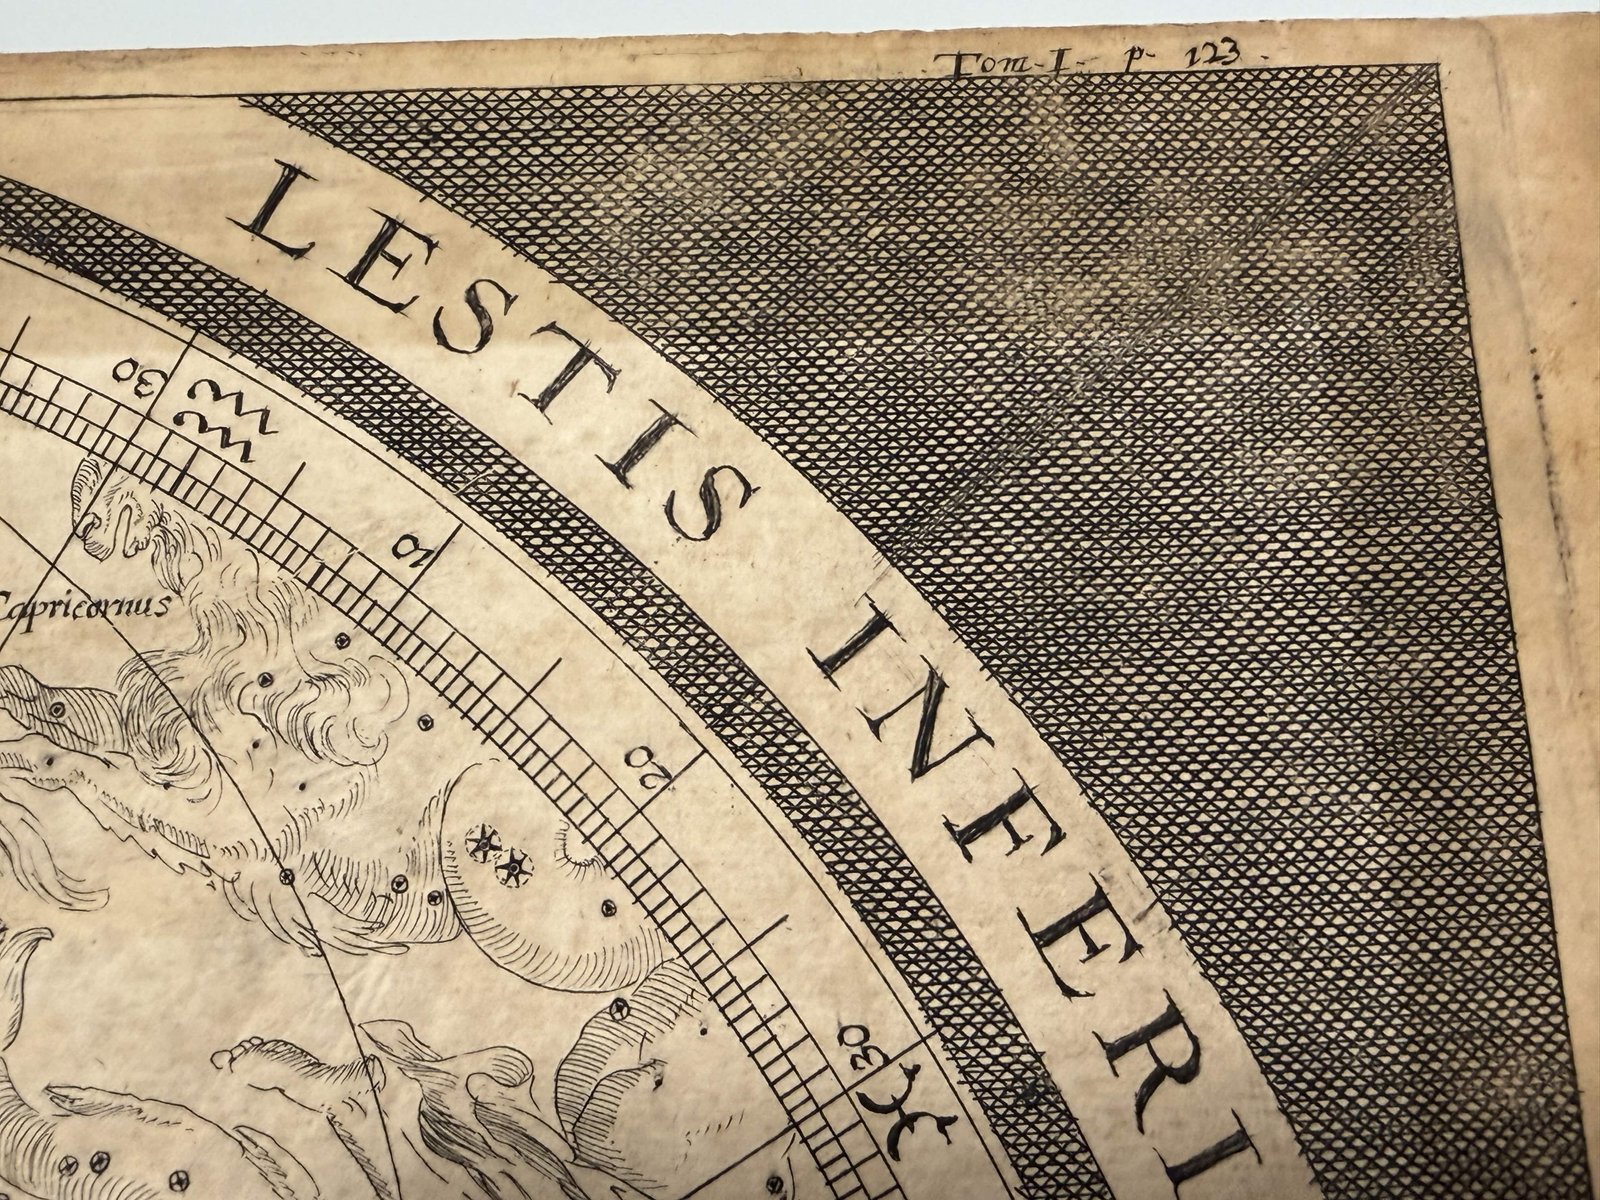 Tom. I. p. 123.
LESTIS INFERI
30 ♒ 10 20 30 ♓
Capricornus